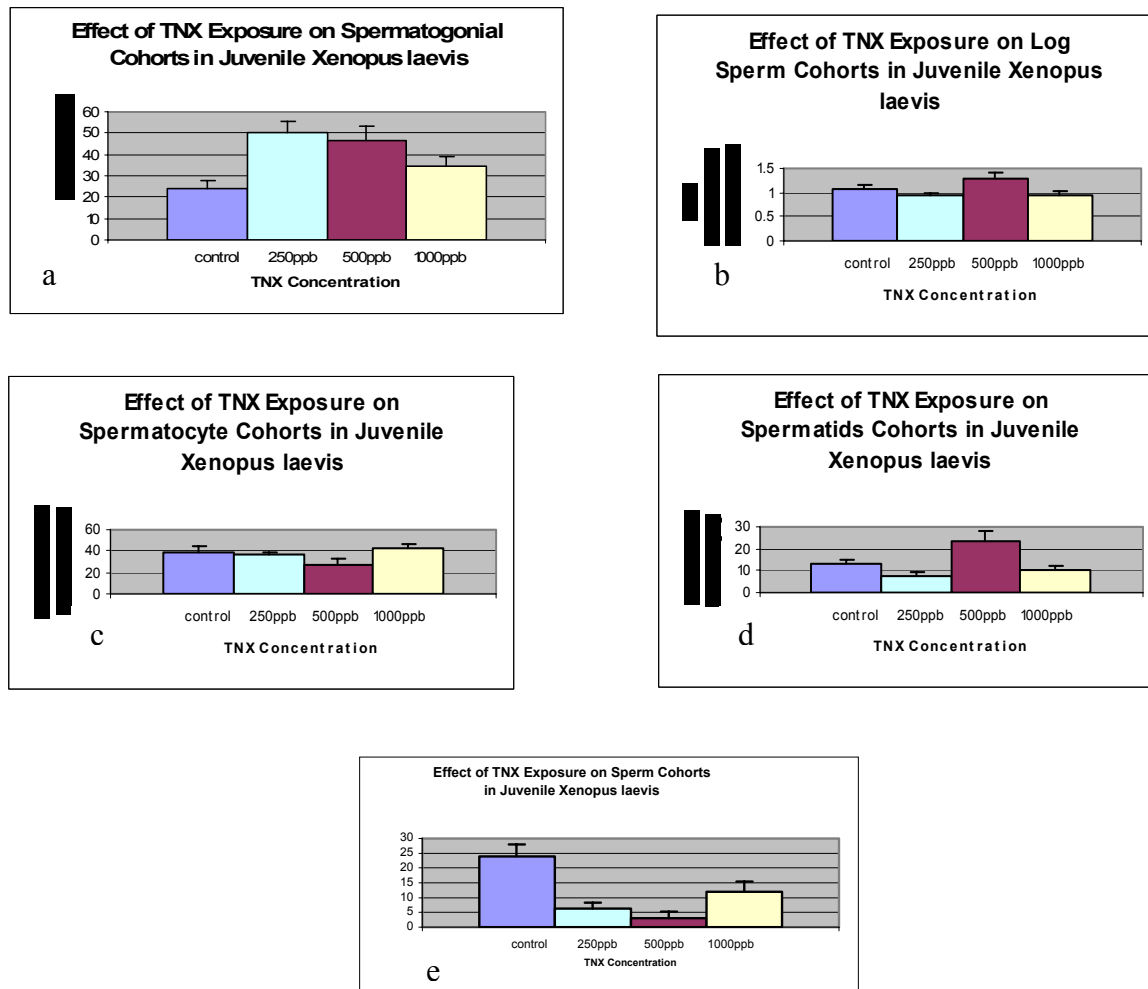 Effect of TNX Exposure on Spermatogonial
Cohorts in Juvenile Xenopus laevis
60
50
40
30
20
10
0
control 250ppb 500ppb 1000ppb
TNX Concentration
a
Effect of TNX Exposure on Log
Sperm Cohorts in Juvenile Xenopus
laevis
1.5
1
0.5
0
control 250ppb 500ppb 1000ppb
TNX Concentration
b
Effect of TNX Exposure on
Spermatocyte Cohorts in Juvenile
Xenopus laevis
60
40
20
0
control 250ppb 500ppb 1000ppb
TNX Concentration
c
Effect of TNX Exposure on
Spermatids Cohorts in Juvenile
Xenopus laevis
30
20
10
0
control 250ppb 500ppb 1000ppb
TNX Concentration
d
Effect of TNX Exposure on Sperm Cohorts
in Juvenile Xenopus laevis
30
25
20
15
10
5
0
control 250ppb 500ppb 1000ppb
TNX Concentration
e